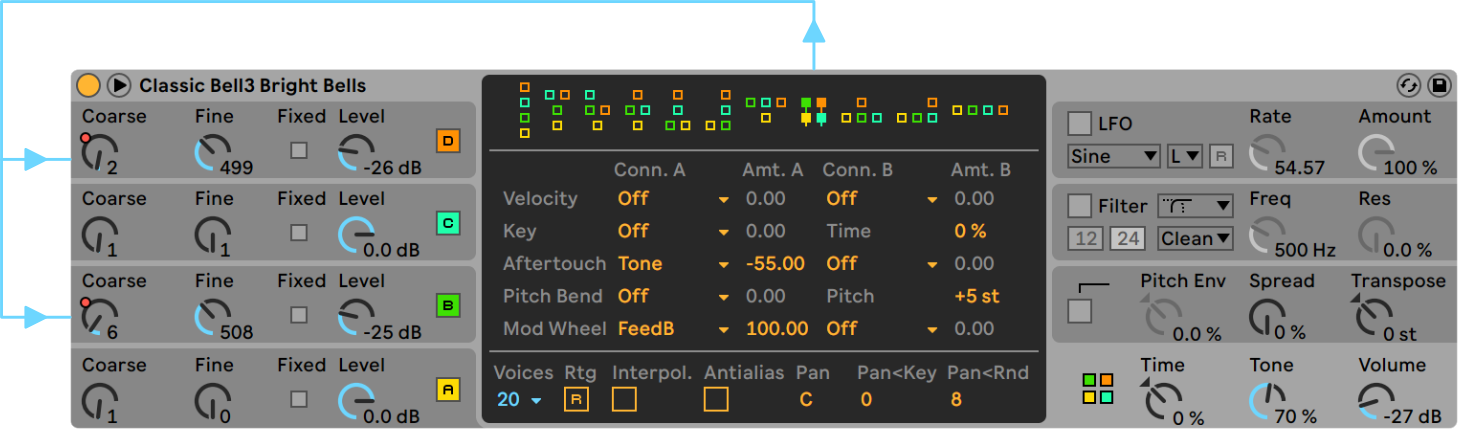 Classic Bell3 Bright Bells
Coarse Fine Fixed Level
2 499 -26 dB D
Coarse Fine Fixed Level
1 1 0.0 dB C
Coarse Fine Fixed Level
6 508 -25 dB B
Coarse Fine Fixed Level
1 0 0.0 dB A
Conn. A Amt. A Conn. B Amt. B
Velocity Off 0.00 Off 0.00
Key Off 0.00 Time 0 %
Aftertouch Tone -55.00 Off 0.00
Pitch Bend Off 0.00 Pitch +5 st
Mod Wheel FeedB 100.00 Off 0.00
Voices Rtg Interpol. Antialias Pan Pan<Key Pan<Rnd
20 R C 0 8
LFO Rate Amount
Sine L R 54.57 100 %
Filter Freq Res
12 24 Clean 500 Hz 0.0 %
Pitch Env Spread Transpose
0.0 % 0 % 0 st
Time Tone Volume
0 % 70 % -27 dB